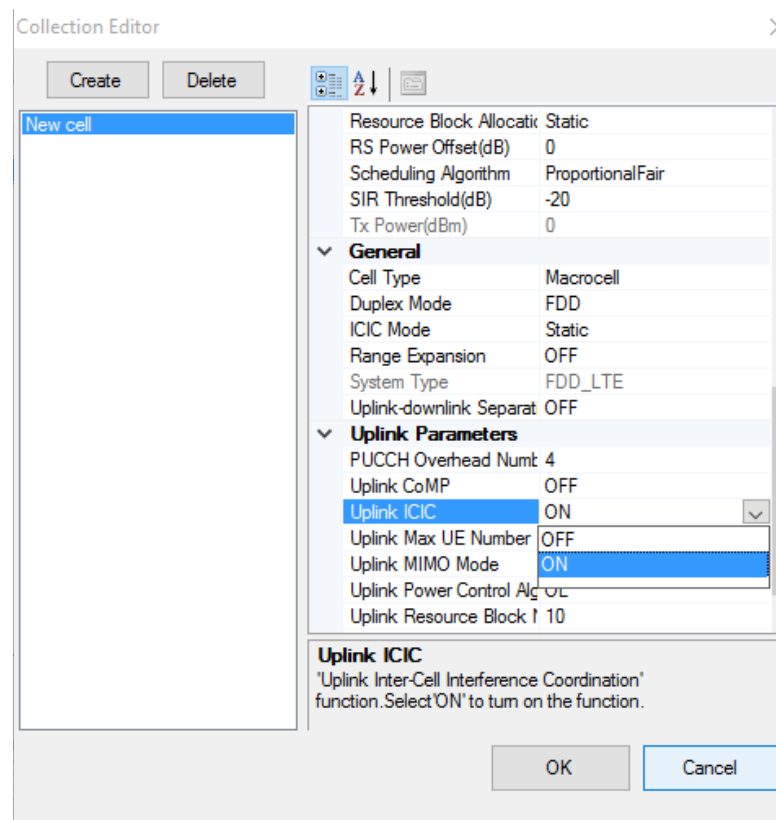 Collection Editor
Create Delete
New cell
Resource Block Allocatic Static
RS Power Offset(dB) 0
Scheduling Algorithm ProportionalFair
SIR Threshold(dB) -20
Tx Power(dBm) 0
General
Cell Type Macrocell
Duplex Mode FDD
ICIC Mode Static
Range Expansion OFF
System Type FDD_LTE
Uplink-downlink Separati OFF
Uplink Parameters
PUCCH Overhead Numb 4
Uplink CoMP OFF
Uplink ICIC ON
Uplink Max UE Number OFF
Uplink MIMO Mode ON
Uplink Power Control Alg OL
Uplink Resource Block N 10
Uplink ICIC
'Uplink Inter-Cell Interference Coordination'
function.Select'ON' to turn on the function.
OK Cancel